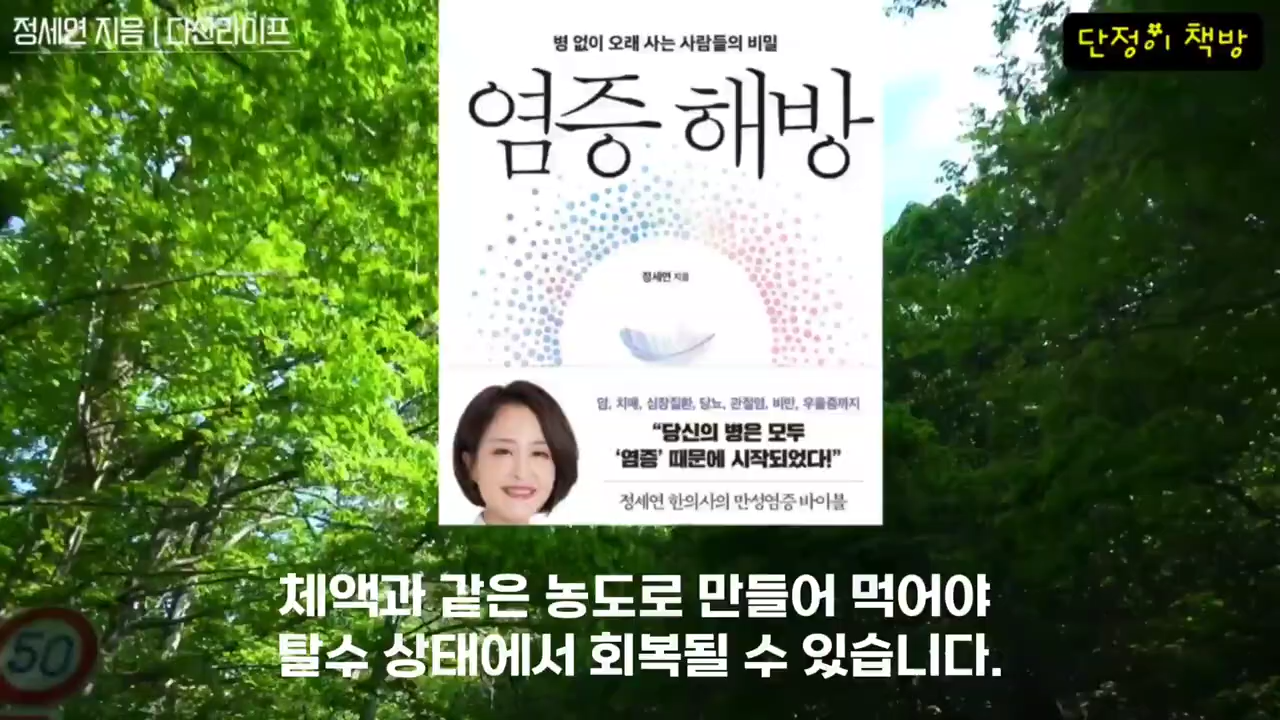 정세연 지음 | 다산라이프
단정이 책방
병 없이 오래 사는 사람들의 비밀
염증 해방
정세연 지음
암, 치매, 심장질환, 당뇨, 관절염, 비만, 우울증까지
“당신의 병은 모두
‘염증’ 때문에 시작되었다!”
정세연 한의사의 만성염증 바이블
체액과 같은 농도로 만들어 먹어야
탈수 상태에서 회복될 수 있습니다.
50